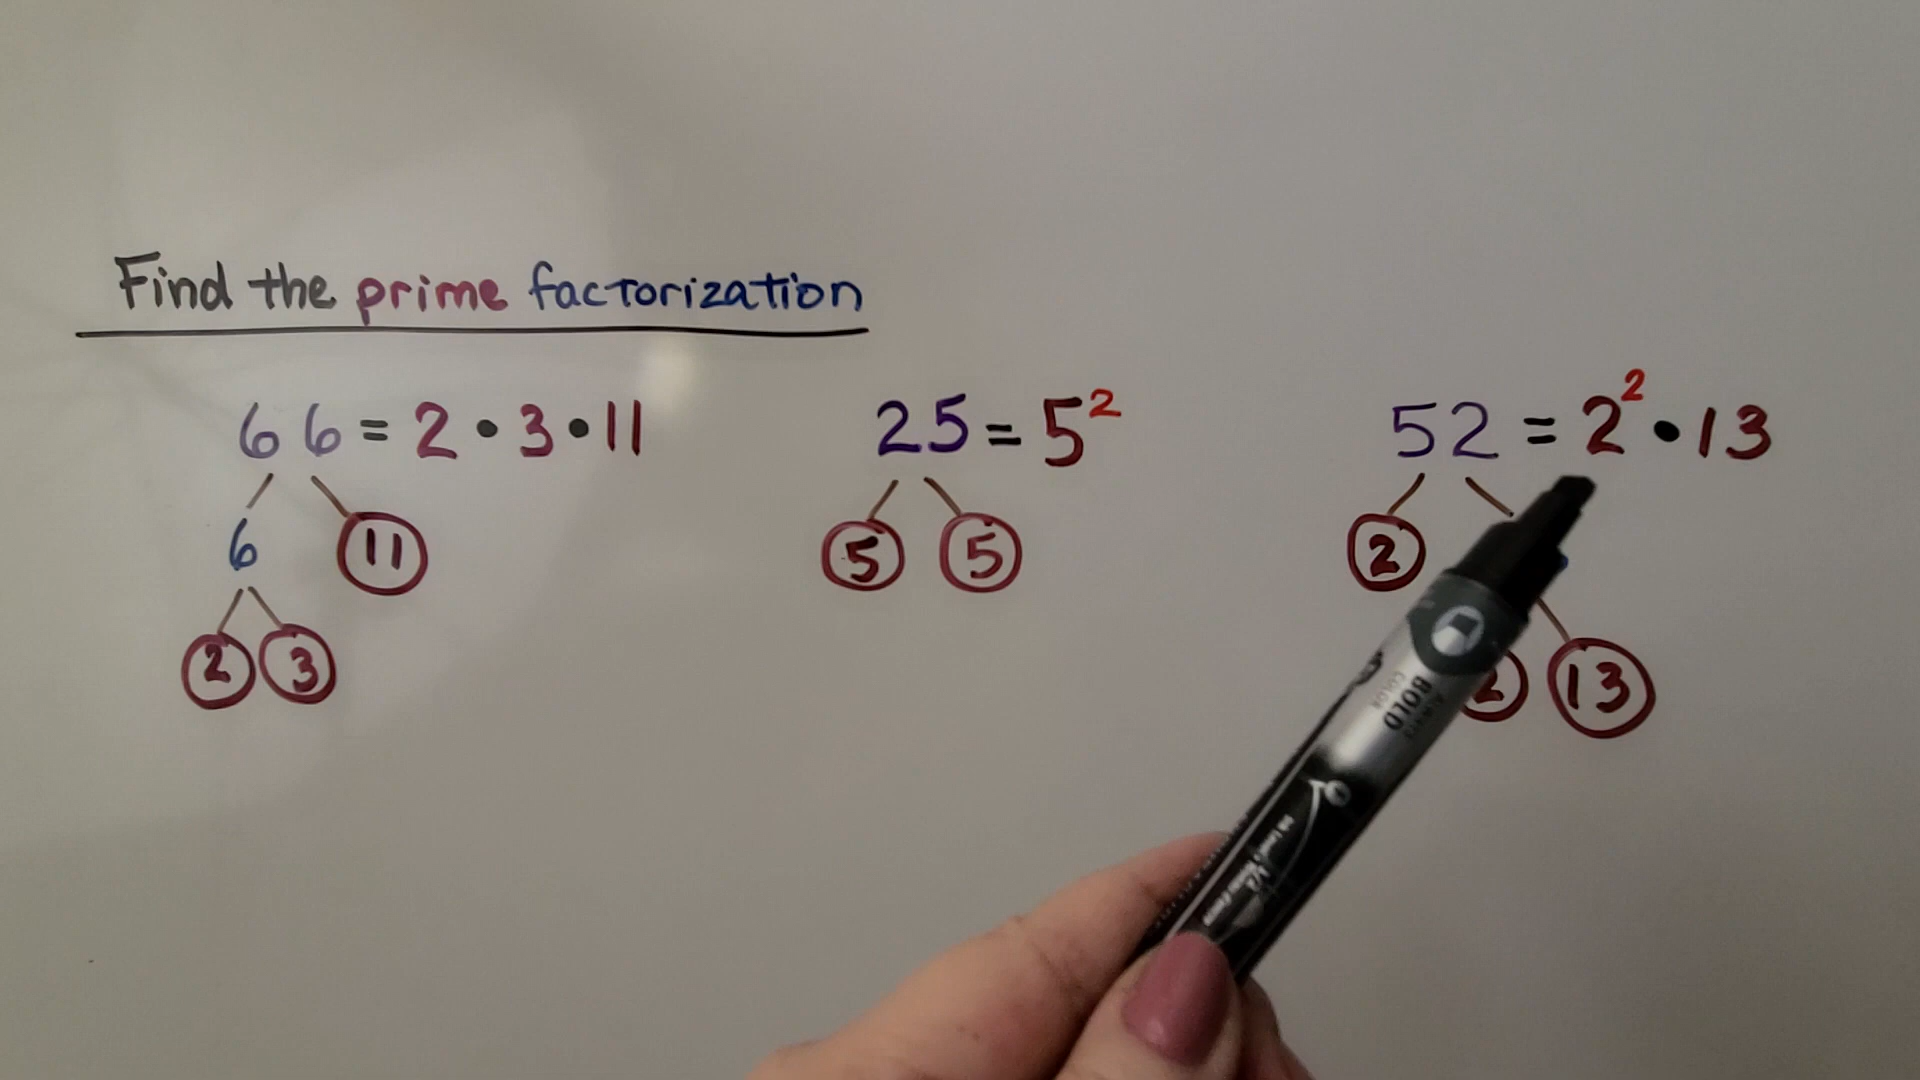 Find the prime factorization
66 = 2 • 3 • 11
6 11
2 3
25 = 5²
5 5
52 = 2² • 13
2
2 13
BOLD
COLOR